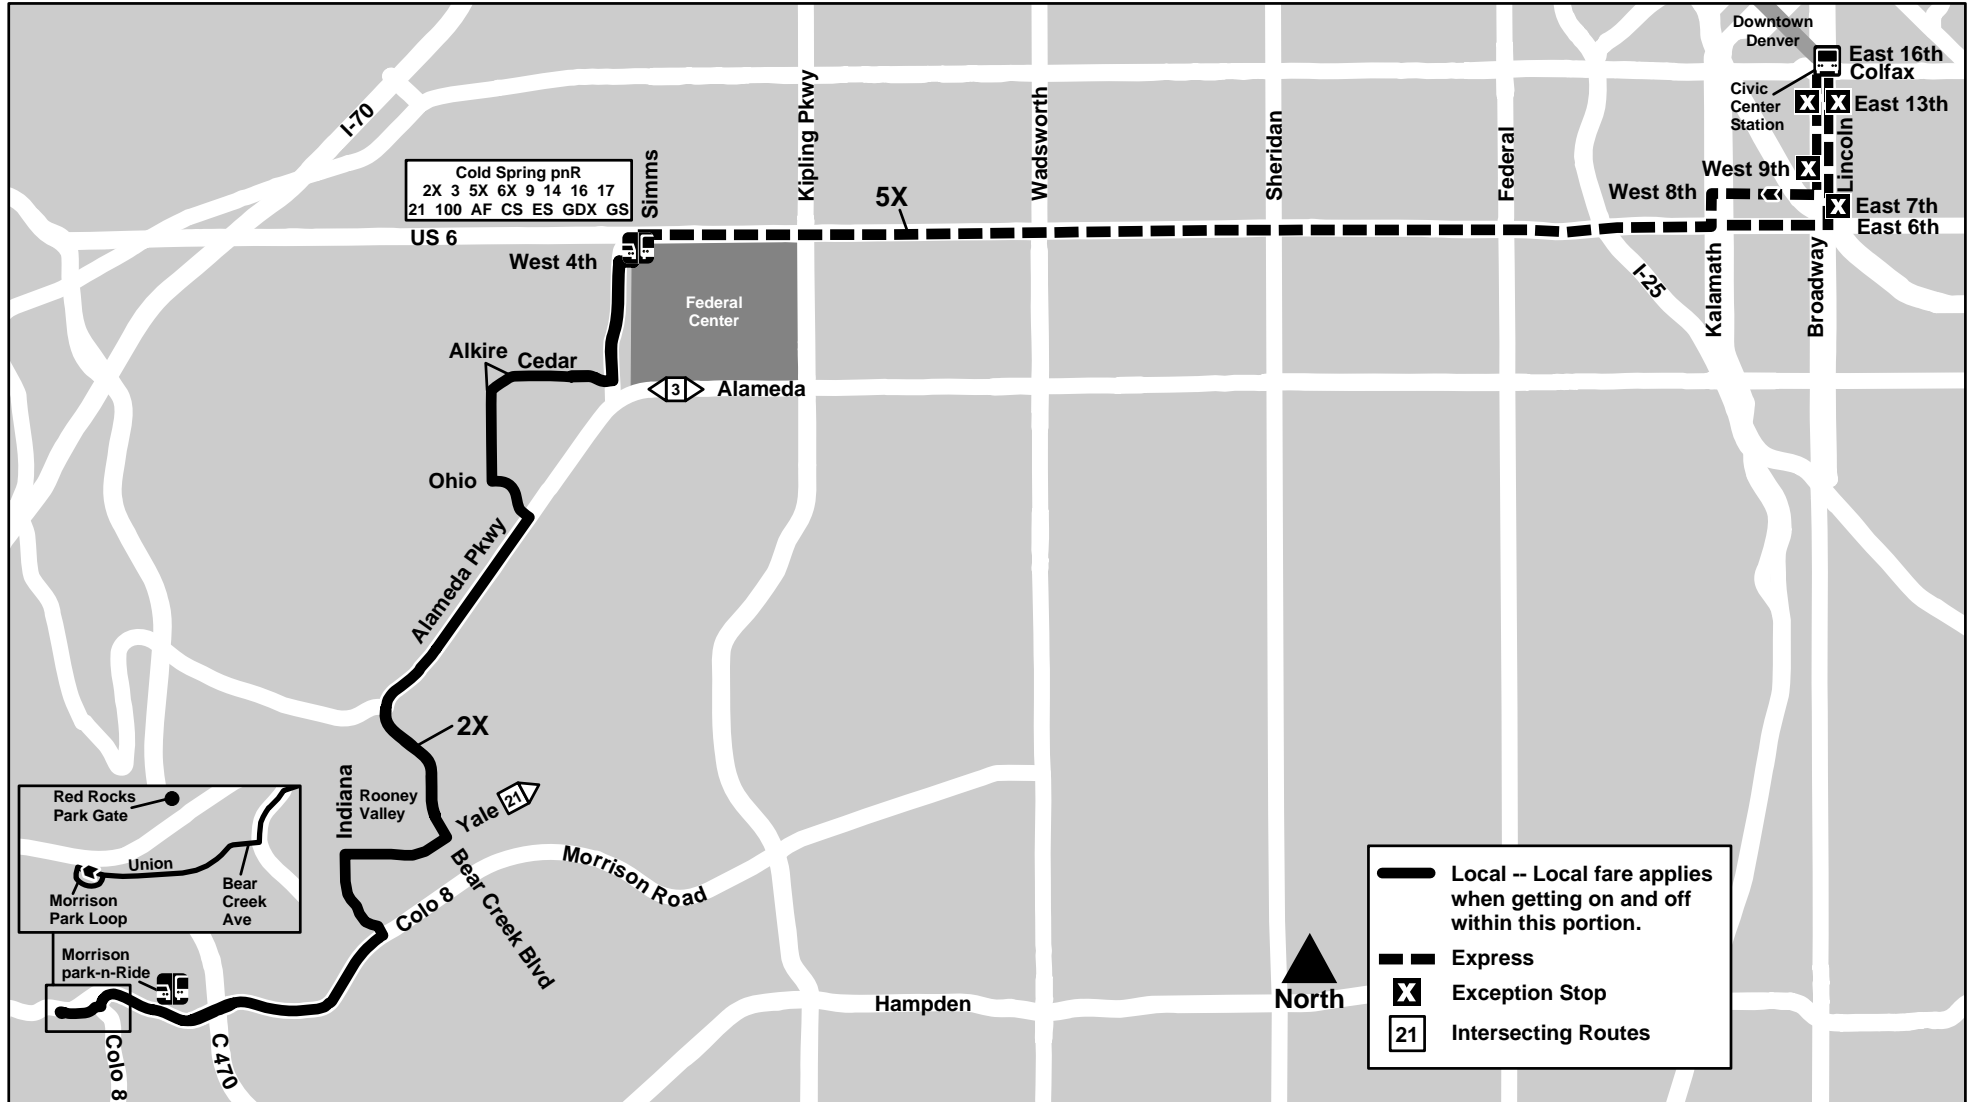 Downtown
Denver
East 16th
Colfax
Civic
Center
Station
X
X
East 13th
Lincoln
X
West 9th
West 8th
X
East 7th
East 6th
I-70
Kipling Pkwy
Wadsworth
Sheridan
Federal
Simms
Cold Spring pnR
2X 3 5X 6X 9 14 16 17
21 100 AF CS ES GDX GS
5X
US 6
West 4th
Federal
Center
I-25
Kalamath
Broadway
Alkire
Cedar
3
Alameda
Ohio
Alameda Pkwy
2X
Indiana
Rooney
Valley
Yale
21
Bear Creek Blvd
Morrison Road
Colo 8
Red Rocks
Park Gate
Union
Morrison
Park Loop
Bear
Creek
Ave
Morrison
park-n-Ride
Colo 8
C 470
Hampden
North
Local -- Local fare applies
when getting on and off
within this portion.
Express
X
Exception Stop
21
Intersecting Routes